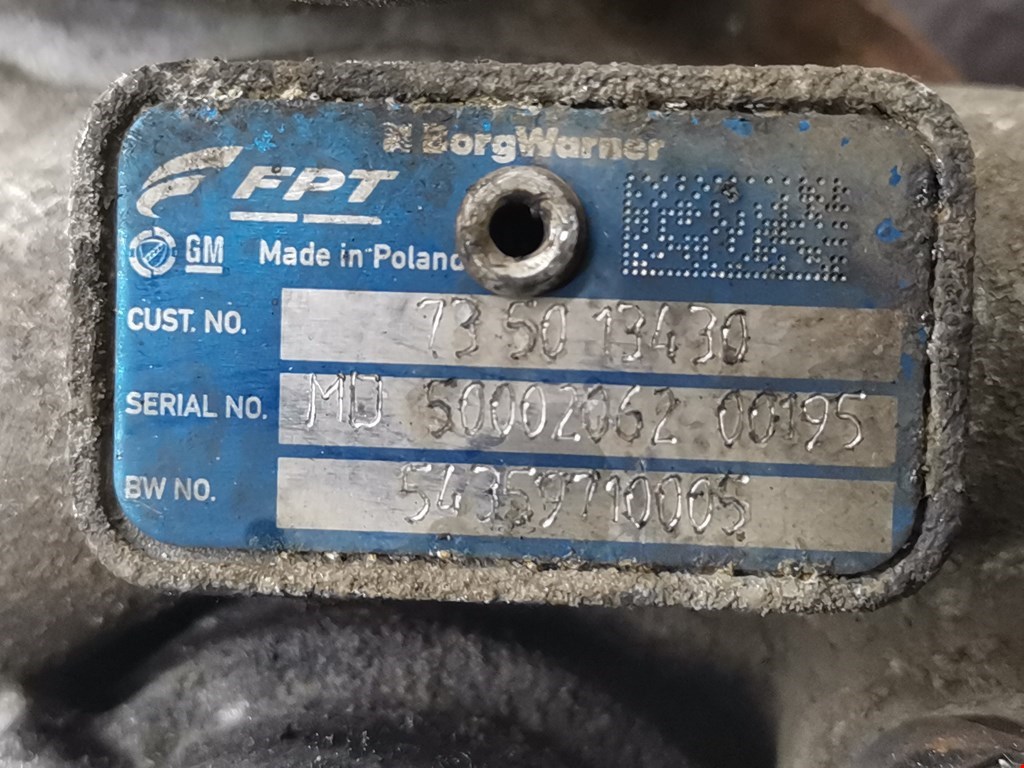 BorgWarner
FPT
GM Made in Poland
CUST. NO. 73 50 13430
SERIAL NO. MD 50002062 00195
BW NO. 54359710005